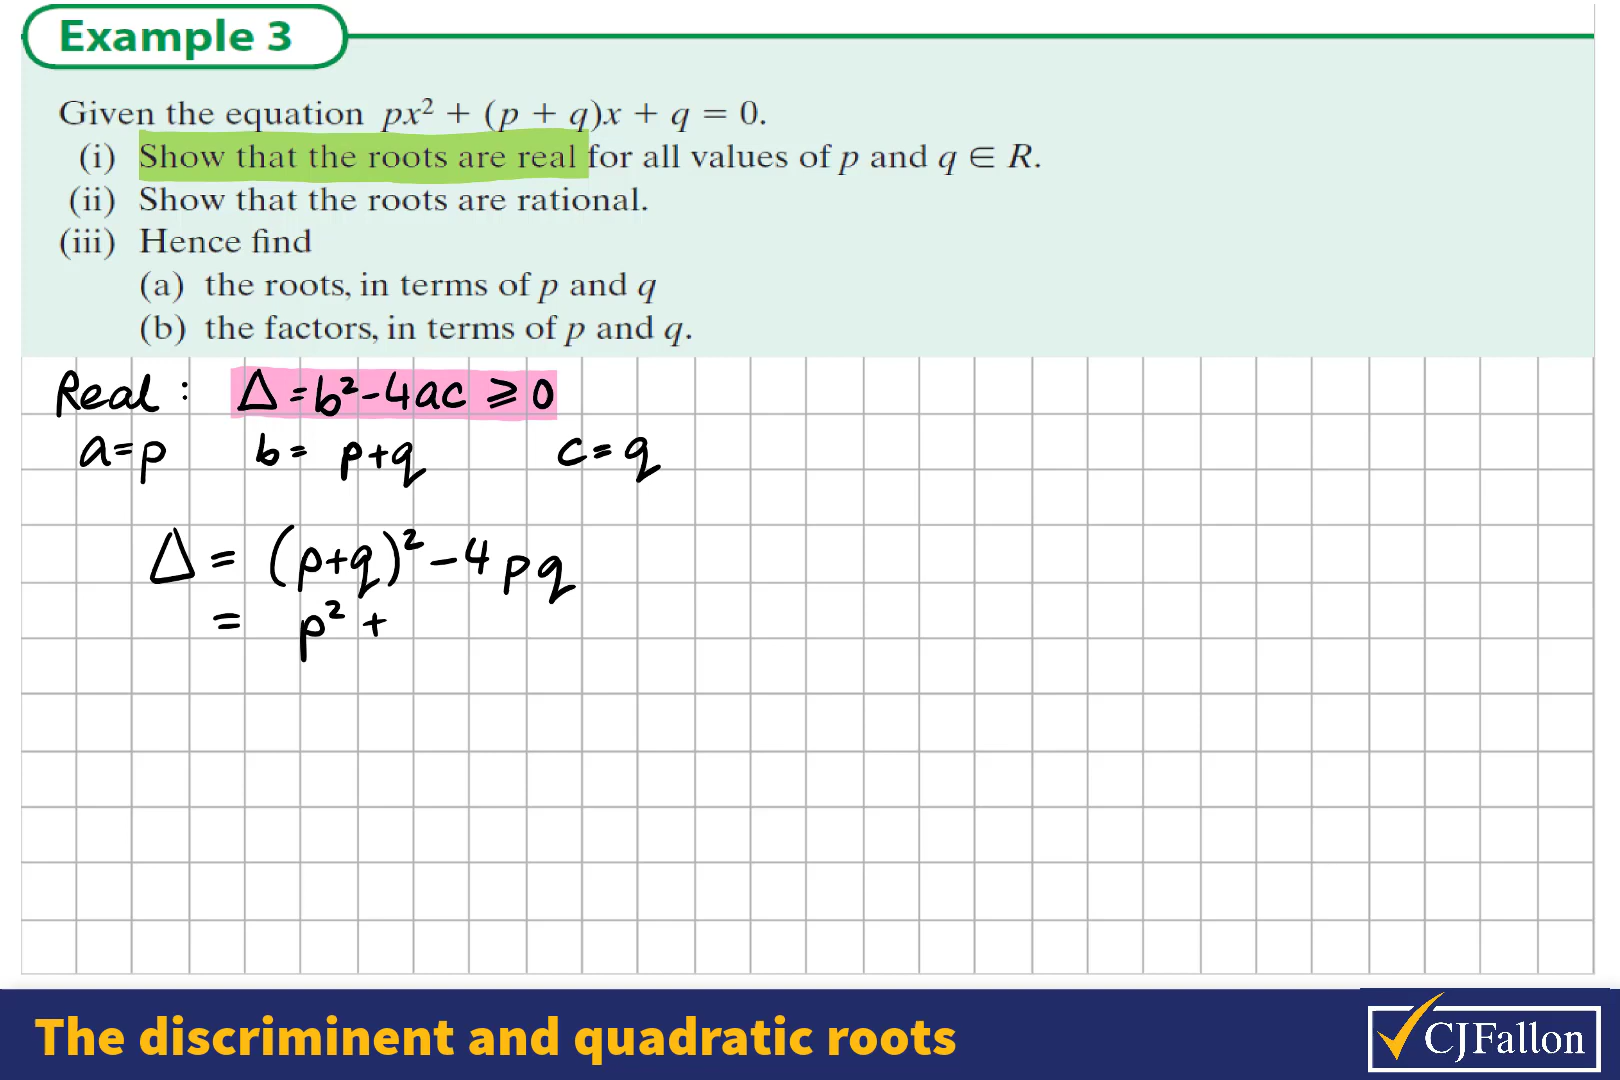 Example 3
Given the equation px² + (p + q)x + q = 0.
(i) Show that the roots are real for all values of p and q ∈ R.
(ii) Show that the roots are rational.
(iii) Hence find
(a) the roots, in terms of p and q
(b) the factors, in terms of p and q.
Real : Δ = b² - 4ac ⩾ 0
a = p b = p+q c = q
Δ = (p+q)² - 4pq
= p² +
The discriminent and quadratic roots
CJFallon